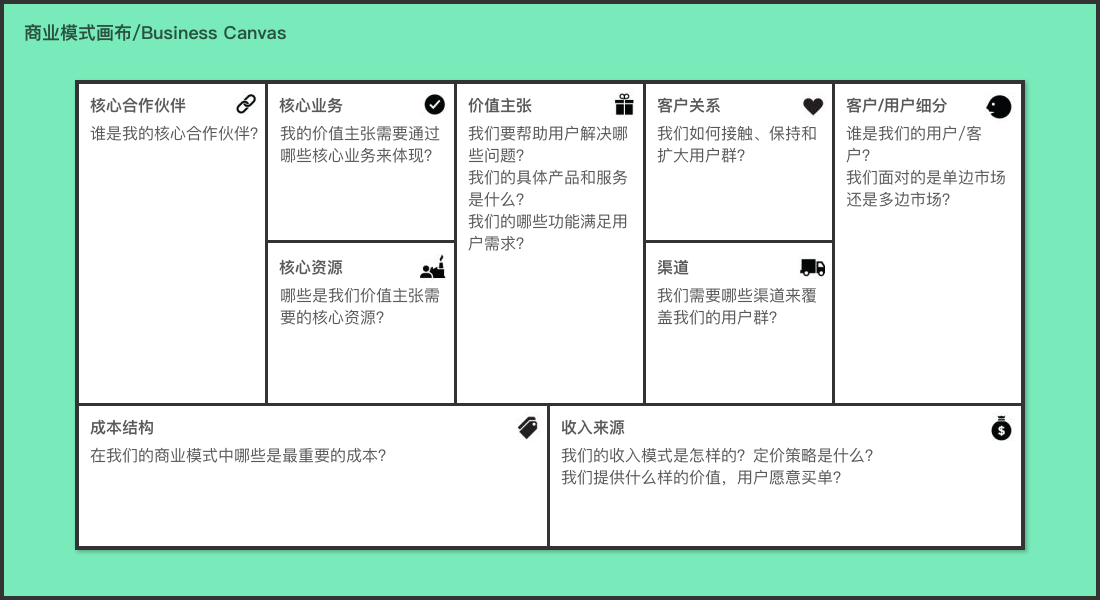 商业模式画布/Business Canvas
核心合作伙伴
谁是我的核心合作伙伴?
核心业务
我的价值主张需要通过
哪些核心业务来体现?
核心资源
哪些是我们价值主张需
要的核心资源?
价值主张
我们要帮助用户解决哪
些问题?
我们的具体产品和服务
是什么?
我们的哪些功能满足用
户需求?
客户关系
我们如何接触、保持和
扩大用户群?
渠道
我们需要哪些渠道来覆
盖我们的用户群?
客户/用户细分
谁是我们的用户/客
户?
我们面对的是单边市场
还是多边市场?
成本结构
在我们的商业模式中哪些是最重要的成本?
收入来源
我们的收入模式是怎样的? 定价策略是什么?
我们提供什么样的价值，用户愿意买单?
$